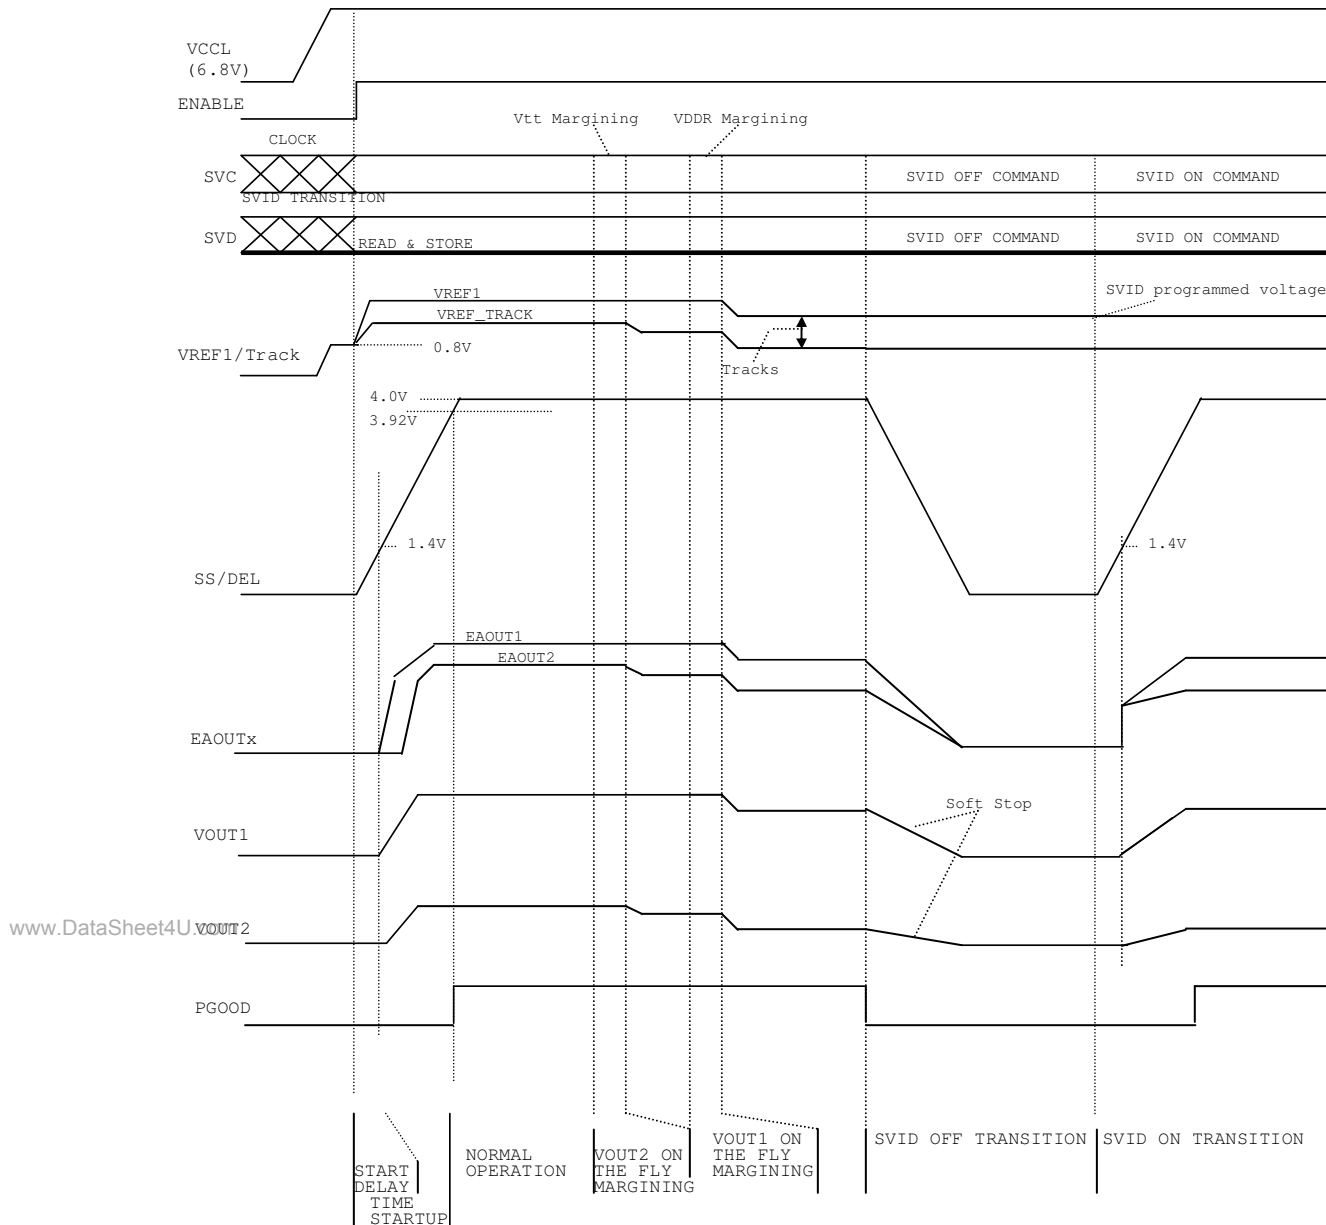 VCCL
(6.8V)
ENABLE
Vtt Margining
VDDR Margining
CLOCK
SVC
SVID OFF COMMAND
SVID ON COMMAND
SVID TRANSITION
SVD
READ & STORE
SVID OFF COMMAND
SVID ON COMMAND
VREF1
SVID programmed voltage
VREF_TRACK
VREF1/Track
0.8V
Tracks
4.0V
3.92V
1.4V
1.4V
SS/DEL
EAOUT1
EAOUT2
EAOUTx
Soft Stop
VOUT1
www.DataSheet4U.com
VOUT2
PGOOD
START
DELAY
TIME
STARTUP
NORMAL
OPERATION
VOUT2 ON
THE FLY
MARGINING
VOUT1 ON
THE FLY
MARGINING
SVID OFF TRANSITION
SVID ON TRANSITION